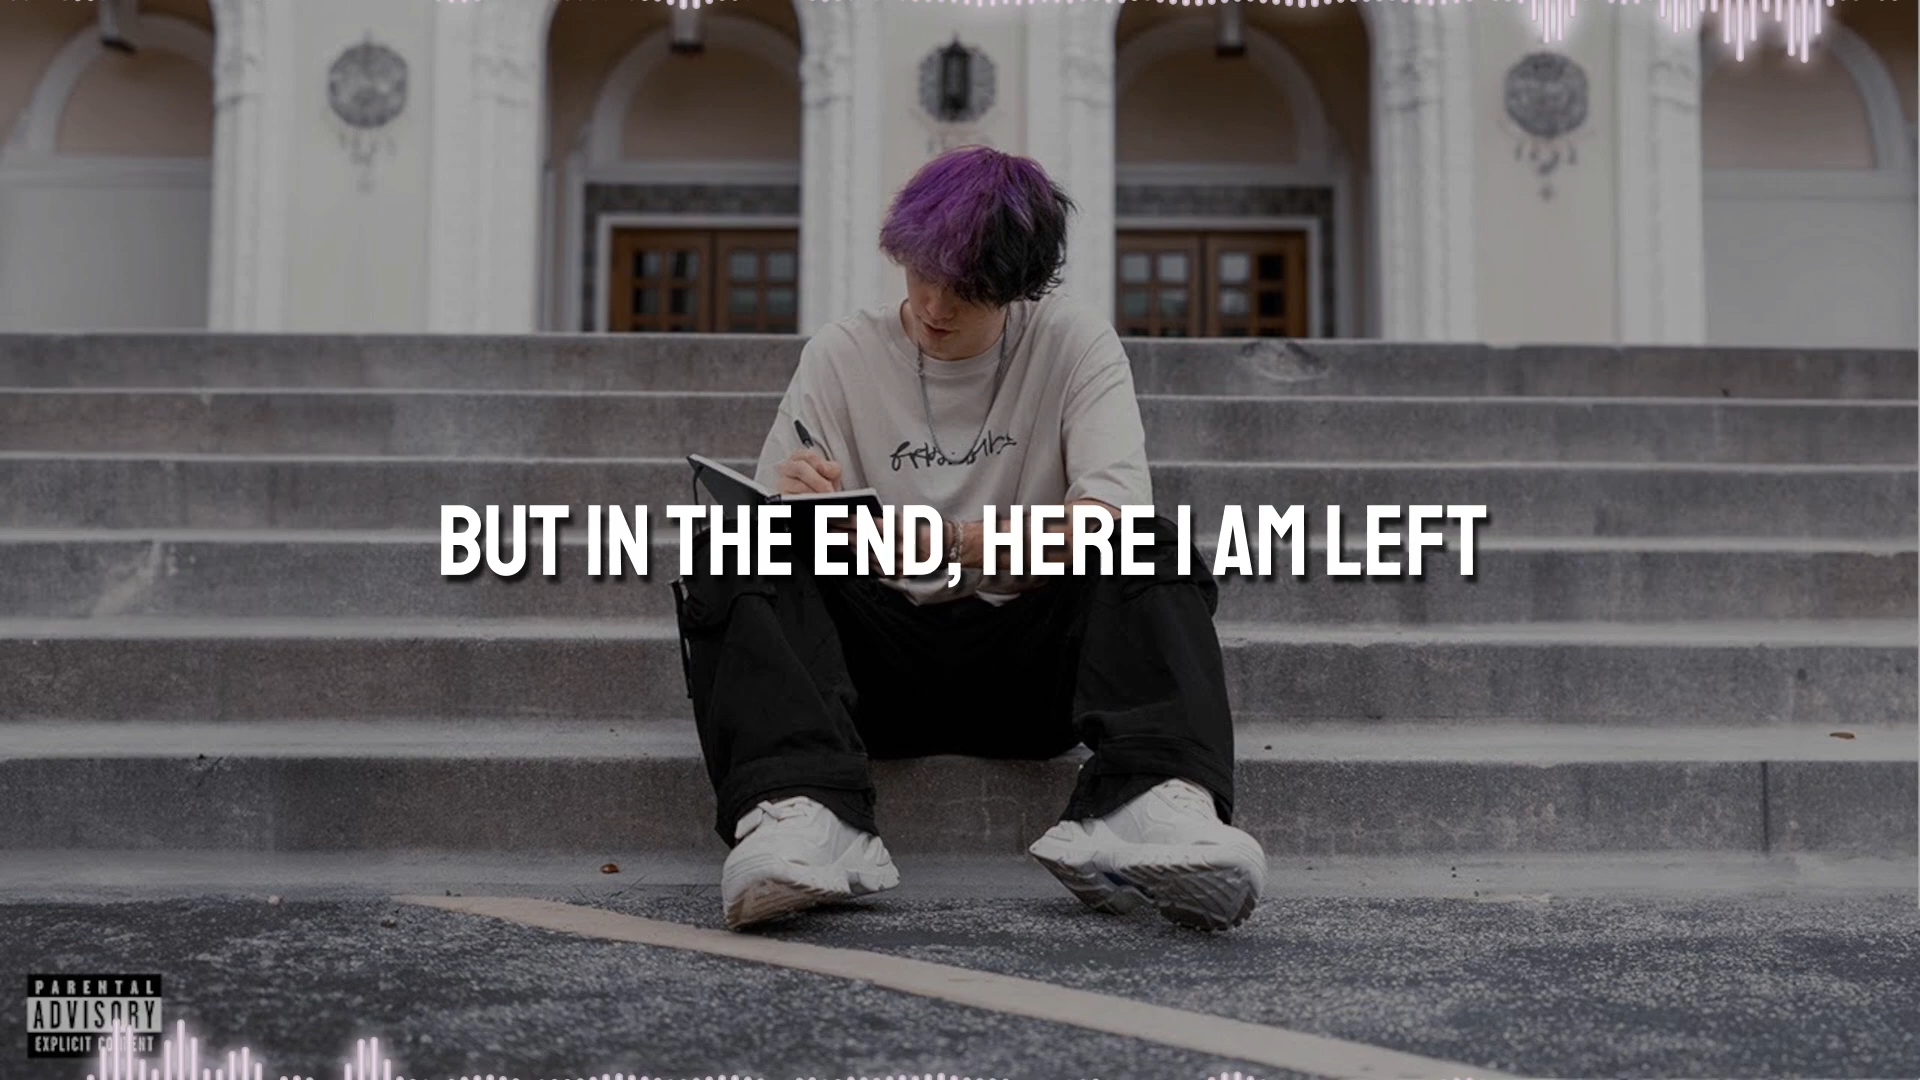 BUT IN THE END, HERE I AM LEFT
PARENTAL
ADVISORY
EXPLICIT CONTENT